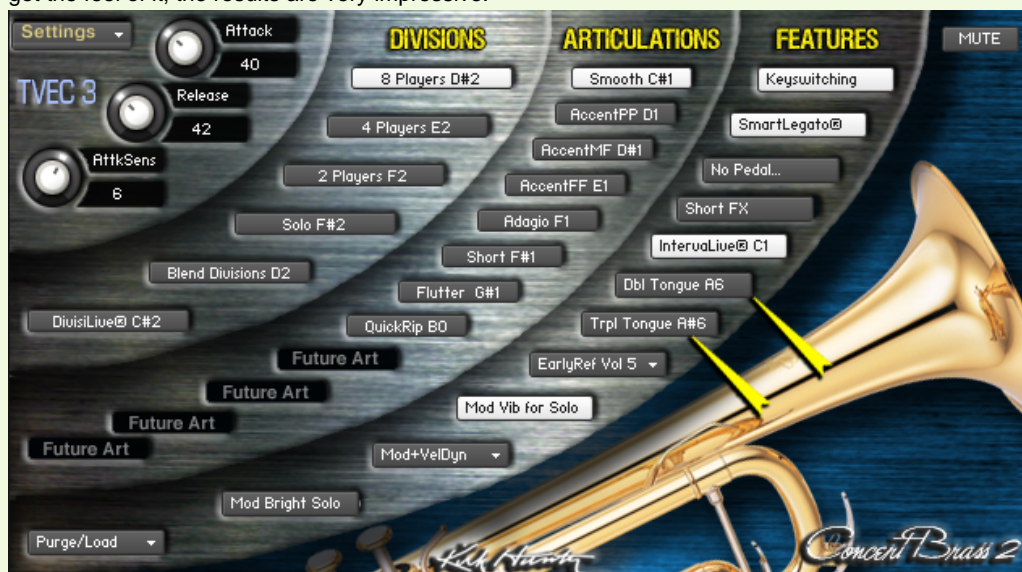 get the feel of it, the results are very impressive.
Settings
Attack
40
TVEC 3
Release
42
AttkSens
6
DIVISIONS
8 Players D#2
4 Players E2
2 Players F2
Solo F#2
Blend Divisions D2
DivisiLive® C#2
Future Art
Future Art
Future Art
Future Art
ARTICULATIONS
Smooth C#1
AccentPP D1
AccentMF D#1
AccentFF E1
Adagio F1
Short F#1
Flutter G#1
QuickRip B0
FEATURES
Keyswitching
SmartLegato®
No Pedal...
Short FX
IntervaLive® C1
Dbl Tongue A6
Trpl Tongue A#6
EarlyRef Vol 5
Mod Vib for Solo
Mod+VelDyn
Mod Bright Solo
MUTE
Purge/Load
Kirk Hunter
Concert Brass 2